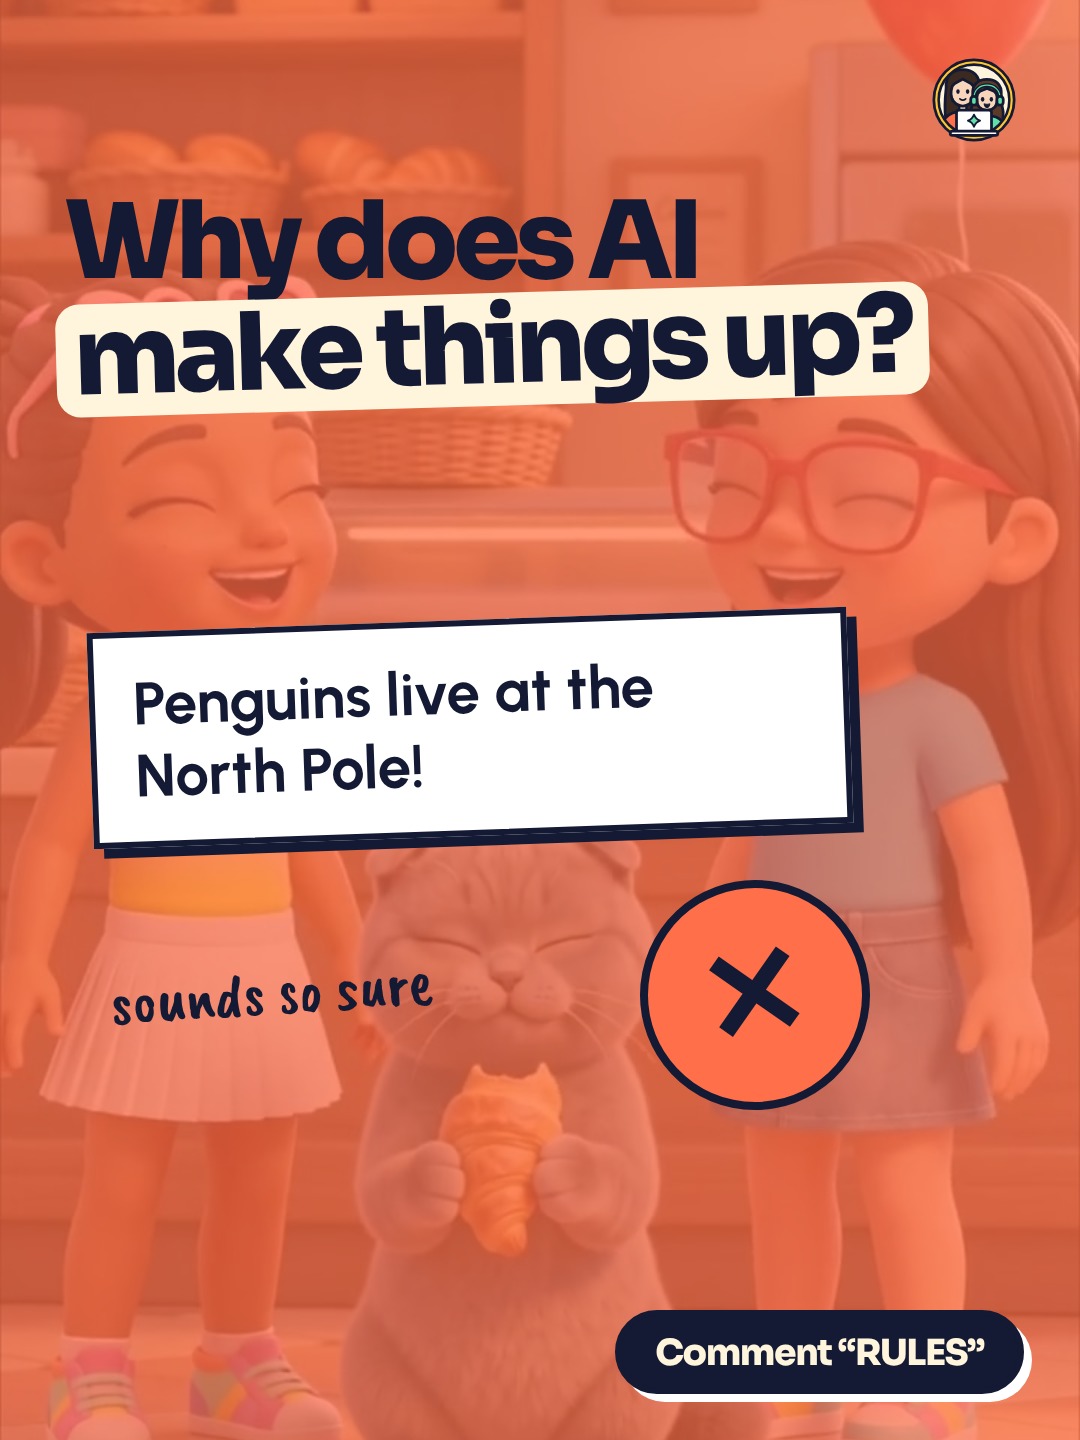 Why does AI
make things up?
Penguins live at the
North Pole!
sounds so sure
Comment “RULES”